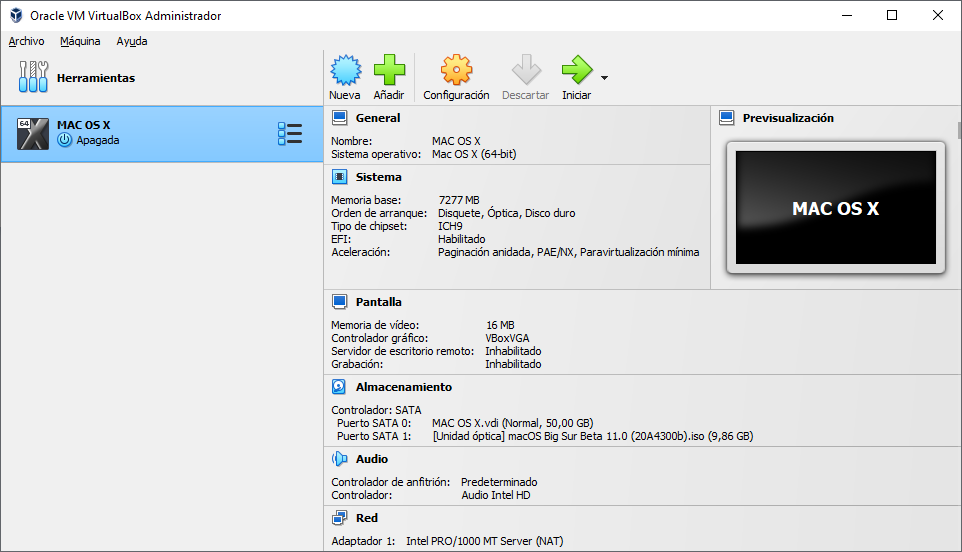 Oracle VM VirtualBox Administrador
Archivo Máquina Ayuda
Herramientas
Nueva Añadir Configuración Descartar Iniciar
64
MAC OS X
Apagada
General
Nombre: MAC OS X
Sistema operativo: Mac OS X (64-bit)
Previsualización
MAC OS X
Sistema
Memoria base: 7277 MB
Orden de arranque: Disquete, Óptica, Disco duro
Tipo de chipset: ICH9
EFI: Habilitado
Aceleración: Paginación anidada, PAE/NX, Paravirtualización mínima
Pantalla
Memoria de vídeo: 16 MB
Controlador gráfico: VBoxVGA
Servidor de escritorio remoto: Inhabilitado
Grabación: Inhabilitado
Almacenamiento
Controlador: SATA
Puerto SATA 0: MAC OS X.vdi (Normal, 50,00 GB)
Puerto SATA 1: [Unidad óptica] macOS Big Sur Beta 11.0 (20A4300b).iso (9,86 GB)
Audio
Controlador de anfitrión: Predeterminado
Controlador: Audio Intel HD
Red
Adaptador 1: Intel PRO/1000 MT Server (NAT)